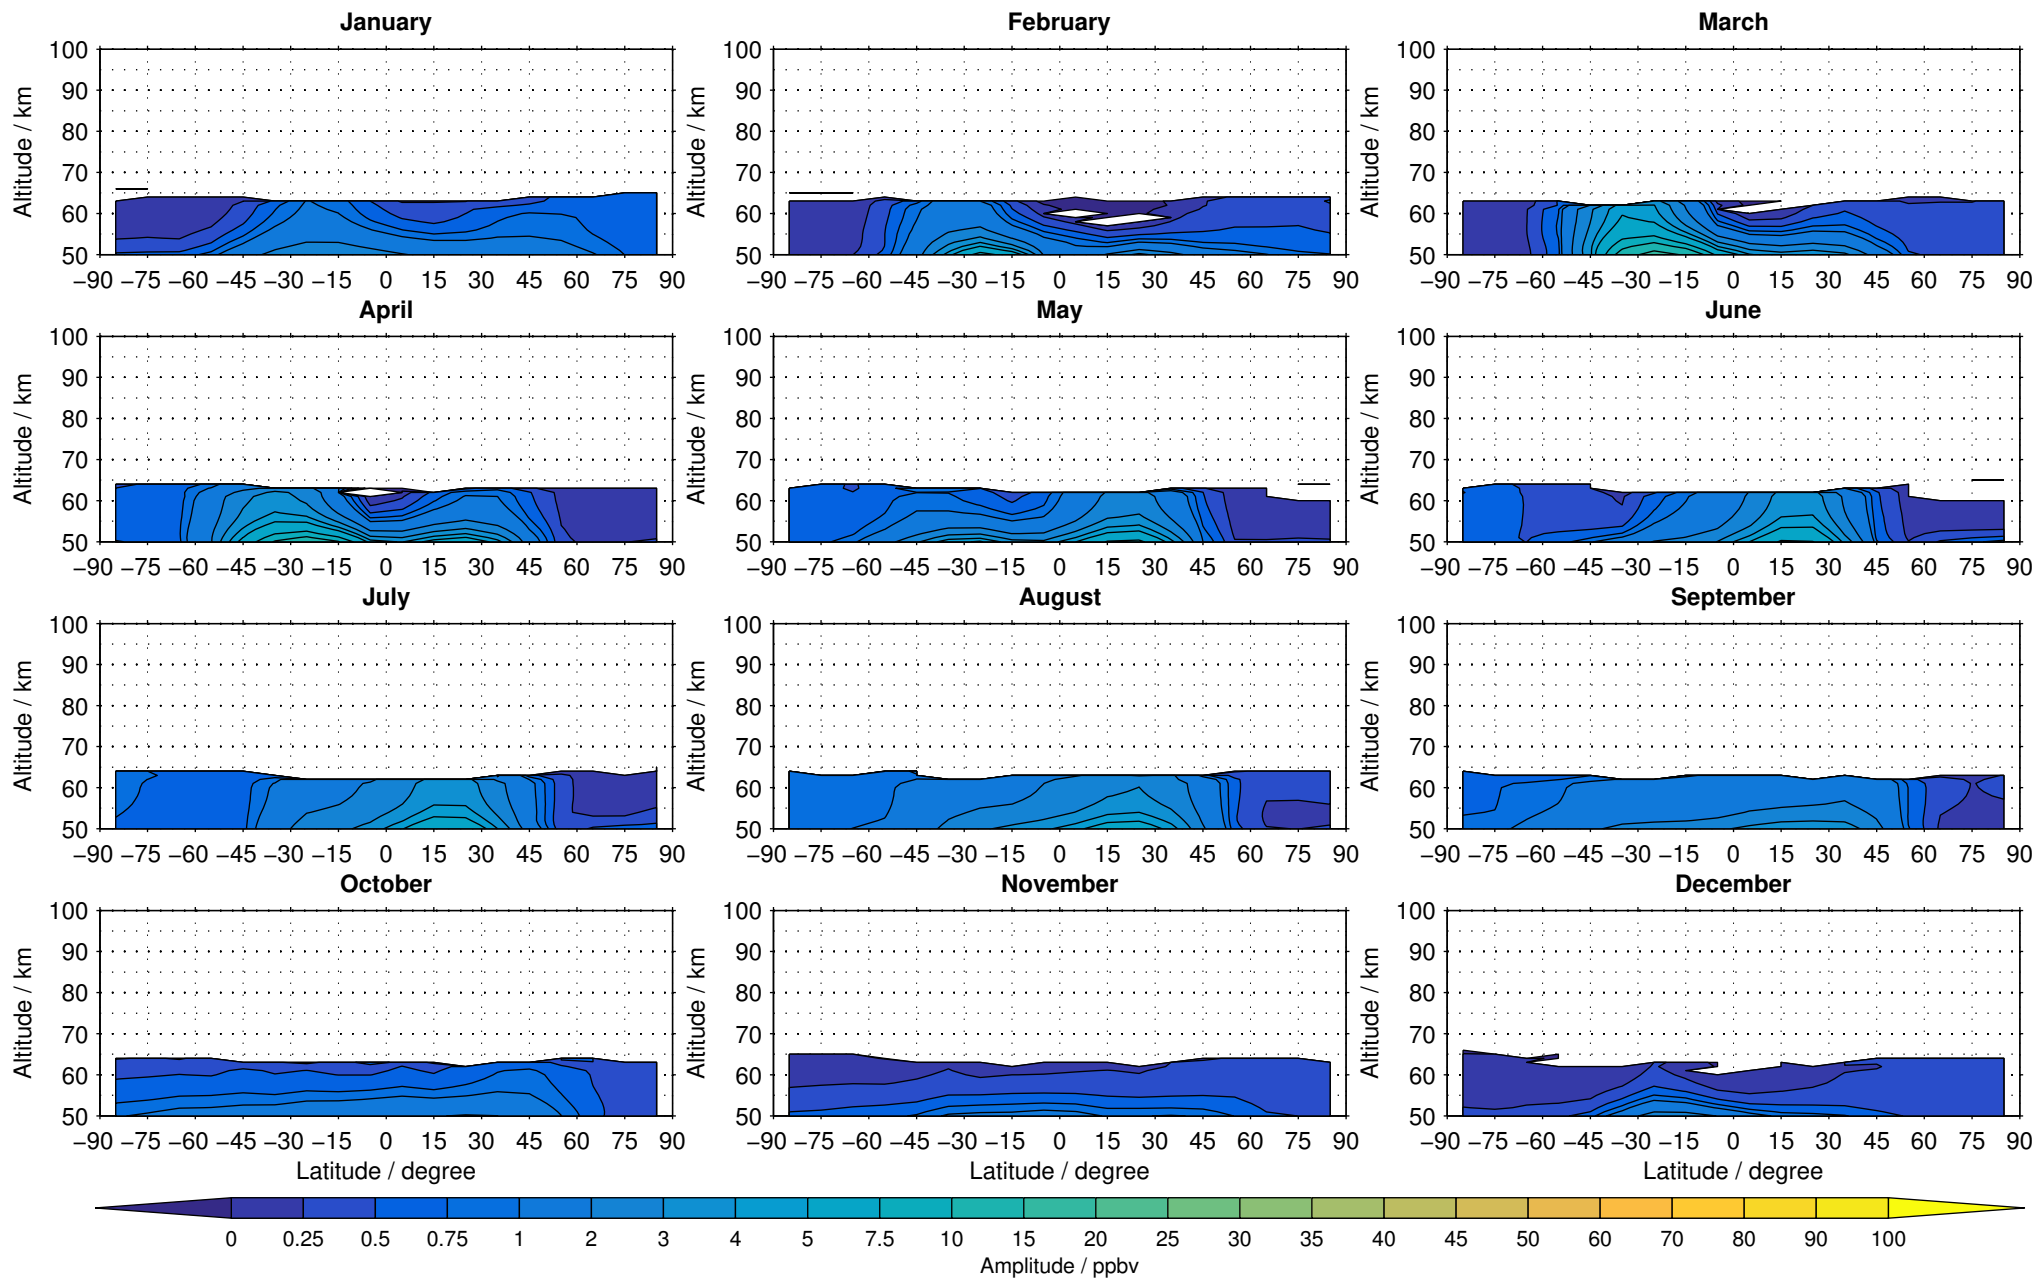 January February March
100 100 100
90 90 90
80 80 80
70 70 70
60 60 60
50 50 50
Altitude / km Altitude / km Altitude / km
−90 −75 −60 −45 −30 −15 0 15 30 45 60 75 90 −90 −75 −60 −45 −30 −15 0 15 30 45 60 75 90 −90 −75 −60 −45 −30 −15 0 15 30 45 60 75 90
April May June
100 100 100
90 90 90
80 80 80
70 70 70
60 60 60
50 50 50
Altitude / km Altitude / km Altitude / km
−90 −75 −60 −45 −30 −15 0 15 30 45 60 75 90 −90 −75 −60 −45 −30 −15 0 15 30 45 60 75 90 −90 −75 −60 −45 −30 −15 0 15 30 45 60 75 90
July August September
100 100 100
90 90 90
80 80 80
70 70 70
60 60 60
50 50 50
Altitude / km Altitude / km Altitude / km
−90 −75 −60 −45 −30 −15 0 15 30 45 60 75 90 −90 −75 −60 −45 −30 −15 0 15 30 45 60 75 90 −90 −75 −60 −45 −30 −15 0 15 30 45 60 75 90
October November December
100 100 100
90 90 90
80 80 80
70 70 70
60 60 60
50 50 50
Altitude / km Altitude / km Altitude / km
−90 −75 −60 −45 −30 −15 0 15 30 45 60 75 90 −90 −75 −60 −45 −30 −15 0 15 30 45 60 75 90 −90 −75 −60 −45 −30 −15 0 15 30 45 60 75 90
Latitude / degree Latitude / degree Latitude / degree
0 0.25 0.5 0.75 1 2 3 4 5 7.5 10 15 20 25 30 35 40 45 50 60 70 80 90 100
Amplitude / ppbv